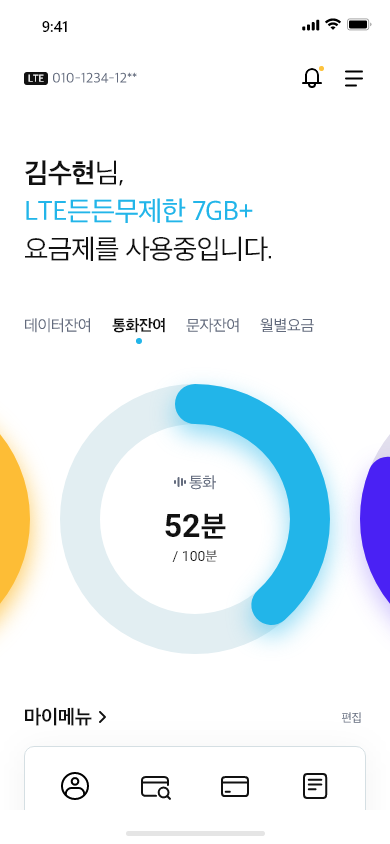 9:41
LTE 010-1234-12**
김수현님,
LTE든든무제한 7GB+
요금제를 사용중입니다.
데이터잔여 통화잔여 문자잔여 월별요금
통화
52분
/ 100분
마이메뉴 편집